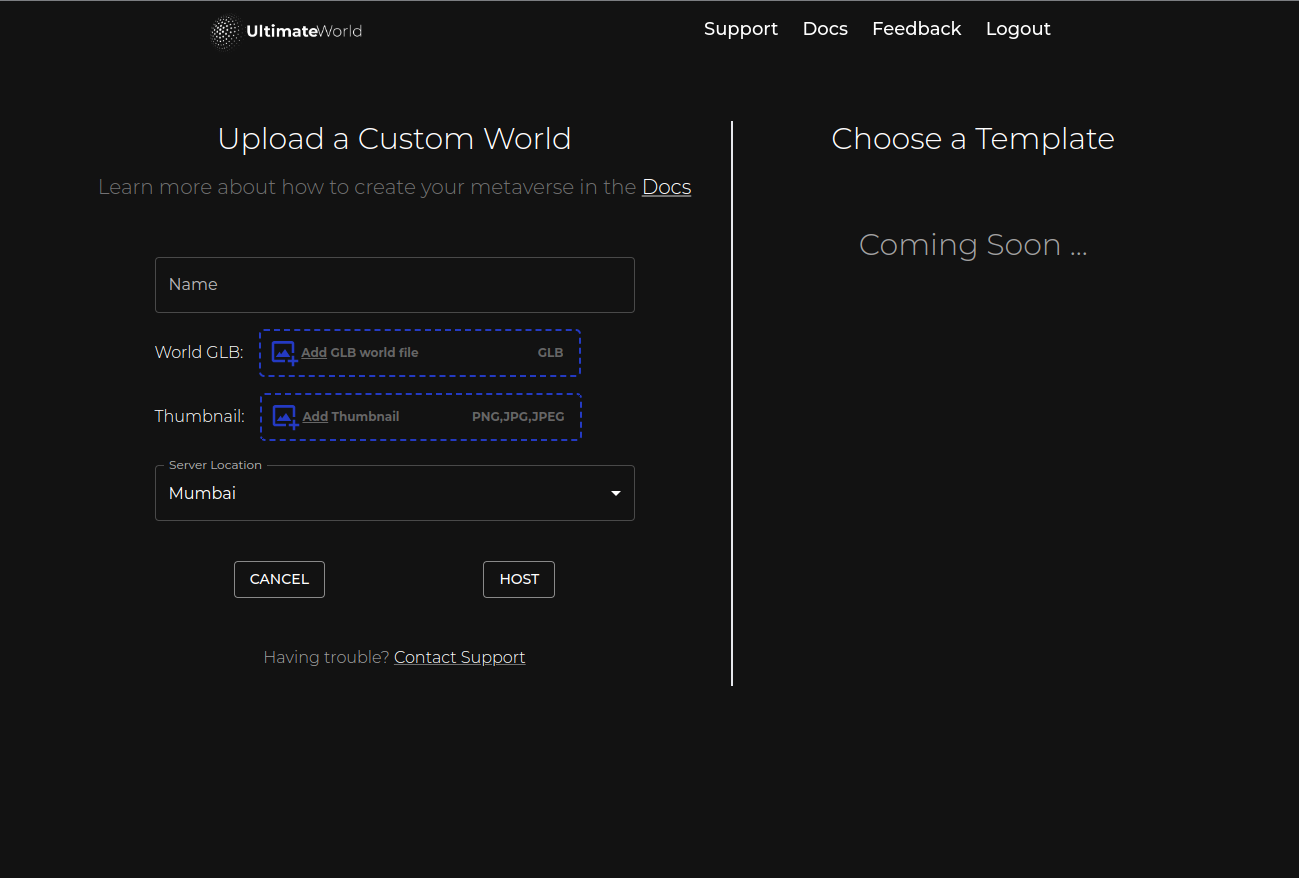 UltimateWorld
Support Docs Feedback Logout
Upload a Custom World
Learn more about how to create your metaverse in the Docs
Name
World GLB: Add GLB world file GLB
Thumbnail: Add Thumbnail PNG,JPG,JPEG
Server Location
Mumbai
CANCEL HOST
Having trouble? Contact Support
Choose a Template
Coming Soon ...